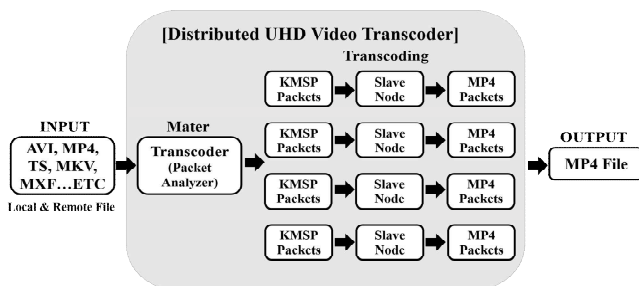 [Distributed UHD Video Transcoder]
Transcoding
INPUT
AVI, MP4,
TS, MKV,
MXF...ETC
Local & Remote File
Mater
Transcoder
(Packet
Analyzer)
KMSP
Packets
Slave
Node
MP4
Packets
KMSP
Packets
Slave
Node
MP4
Packets
KMSP
Packets
Slave
Node
MP4
Packets
KMSP
Packets
Slave
Node
MP4
Packets
OUTPUT
MP4 File